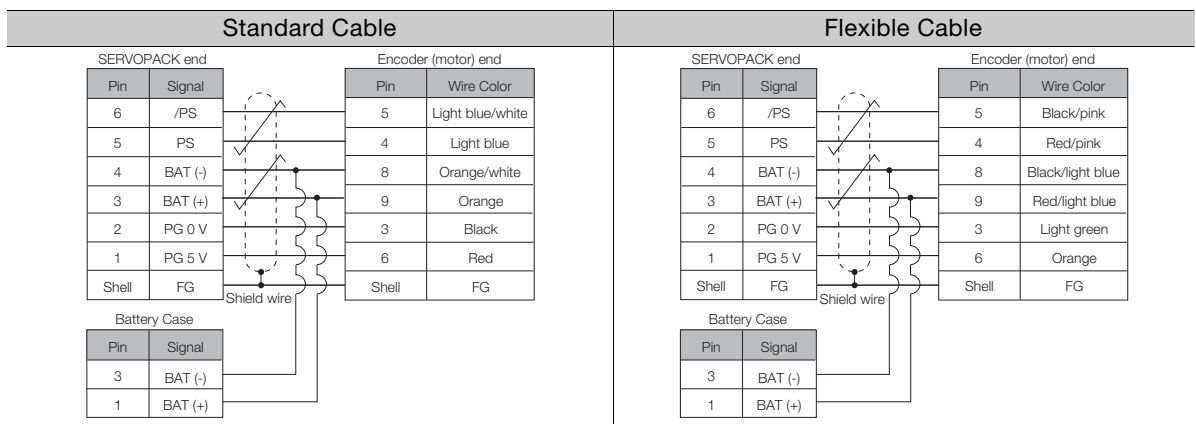 Standard Cable
SERVOPACK end Encoder (motor) end
Pin Signal Pin Wire Color
6 /PS 5 Light blue/white
5 PS 4 Light blue
4 BAT (-) 8 Orange/white
3 BAT (+) 9 Orange
2 PG 0 V 3 Black
1 PG 5 V 6 Red
Shell FG Shell FG
Shield wire
Battery Case
Pin Signal
3 BAT (-)
1 BAT (+)
Flexible Cable
SERVOPACK end Encoder (motor) end
Pin Signal Pin Wire Color
6 /PS 5 Black/pink
5 PS 4 Red/pink
4 BAT (-) 8 Black/light blue
3 BAT (+) 9 Red/light blue
2 PG 0 V 3 Light green
1 PG 5 V 6 Orange
Shell FG Shell FG
Shield wire
Battery Case
Pin Signal
3 BAT (-)
1 BAT (+)